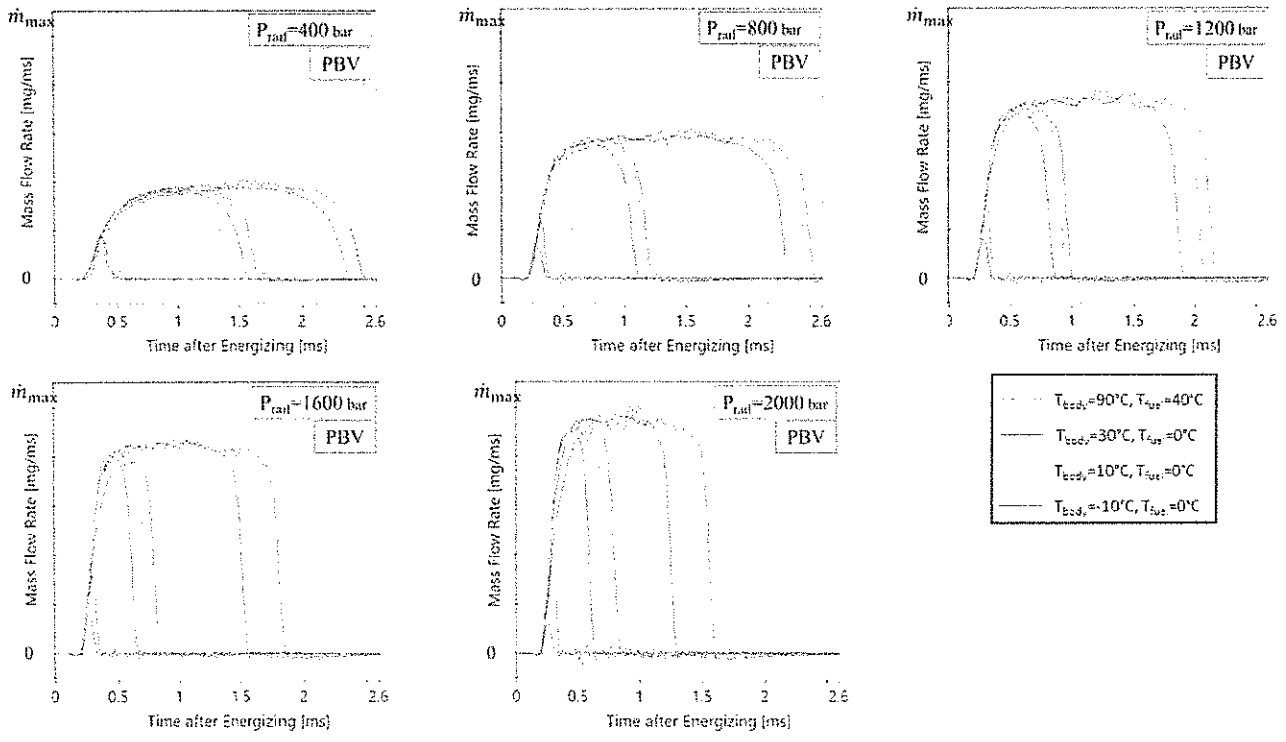 ṁmax
Prail=400 bar
PBV
Mass Flow Rate [mg/ms]
0
0 0.5 1 1.5 2 2.6
Time after Energizing [ms]
ṁmax
Prail=800 bar
PBV
Mass Flow Rate [mg/ms]
0
0 0.5 1 1.5 2 2.6
Time after Energizing [ms]
ṁmax
Prail=1200 bar
PBV
Mass Flow Rate [mg/ms]
0
0 0.5 1 1.5 2 2.6
Time after Energizing [ms]
ṁmax
Prail=1600 bar
PBV
Mass Flow Rate [mg/ms]
0
0 0.5 1 1.5 2 2.6
Time after Energizing [ms]
ṁmax
Prail=2000 bar
PBV
Mass Flow Rate [mg/ms]
0
0 0.5 1 1.5 2 2.6
Time after Energizing [ms]
Tbody=90°C, Tfuel=40°C
Tbody=30°C, Tfuel=0°C
Tbody=10°C, Tfuel=0°C
Tbody=-10°C, Tfuel=0°C